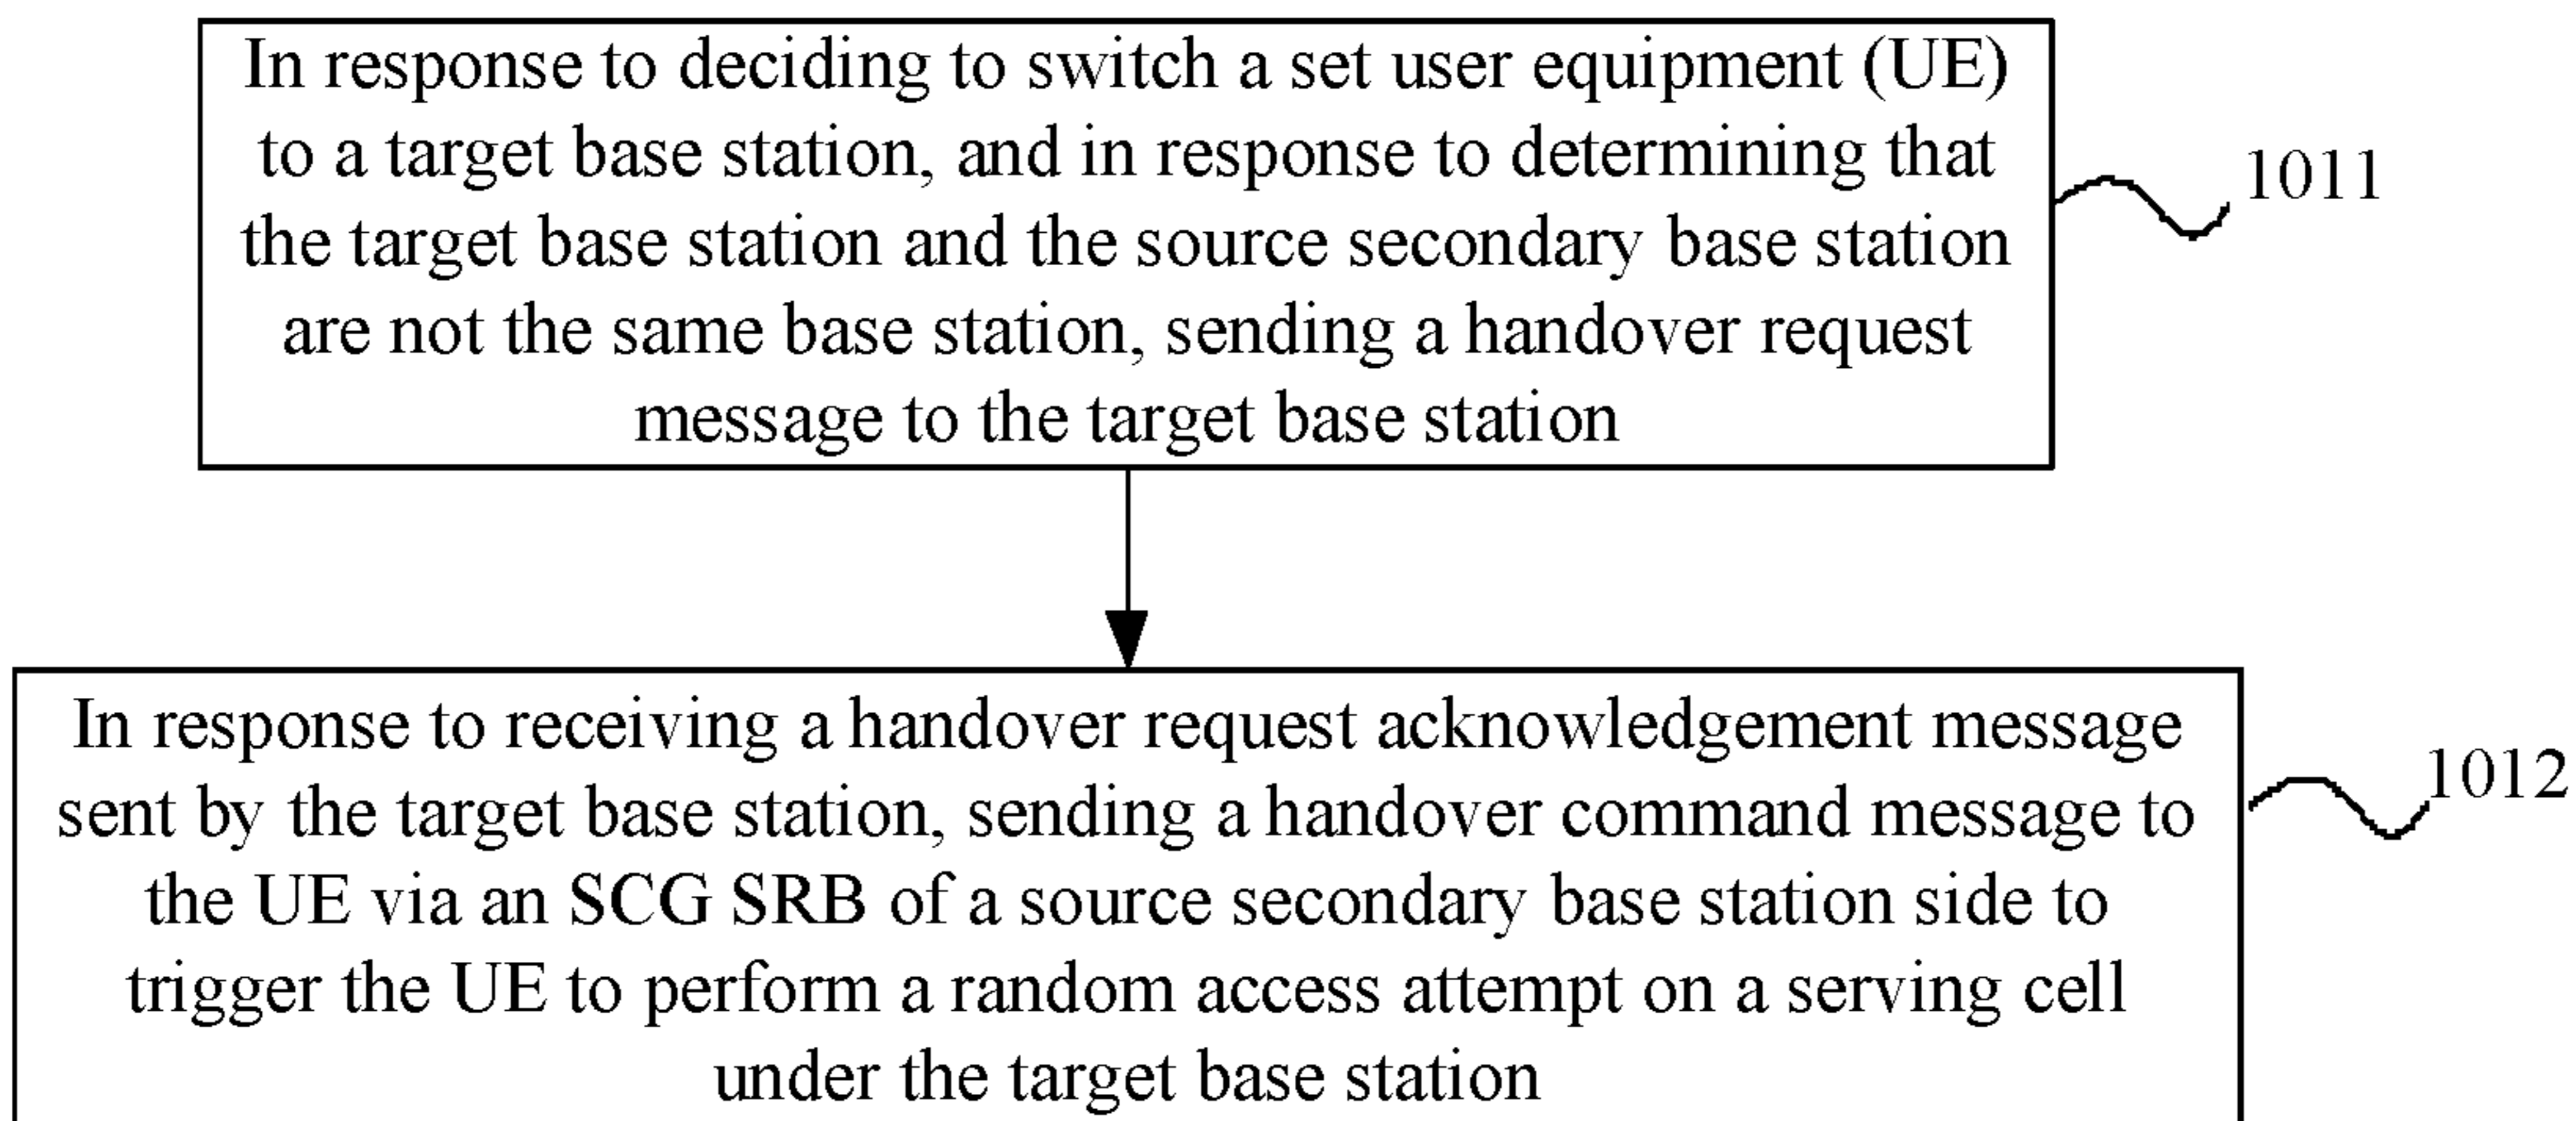 In response to deciding to switch a set user equipment (UE)
to a target base station, and in response to determining that
the target base station and the source secondary base station
are not the same base station, sending a handover request
message to the target base station
1011
In response to receiving a handover request acknowledgement message
sent by the target base station, sending a handover command message to
the UE via an SCG SRB of a source secondary base station side to
trigger the UE to perform a random access attempt on a serving cell
under the target base station
1012